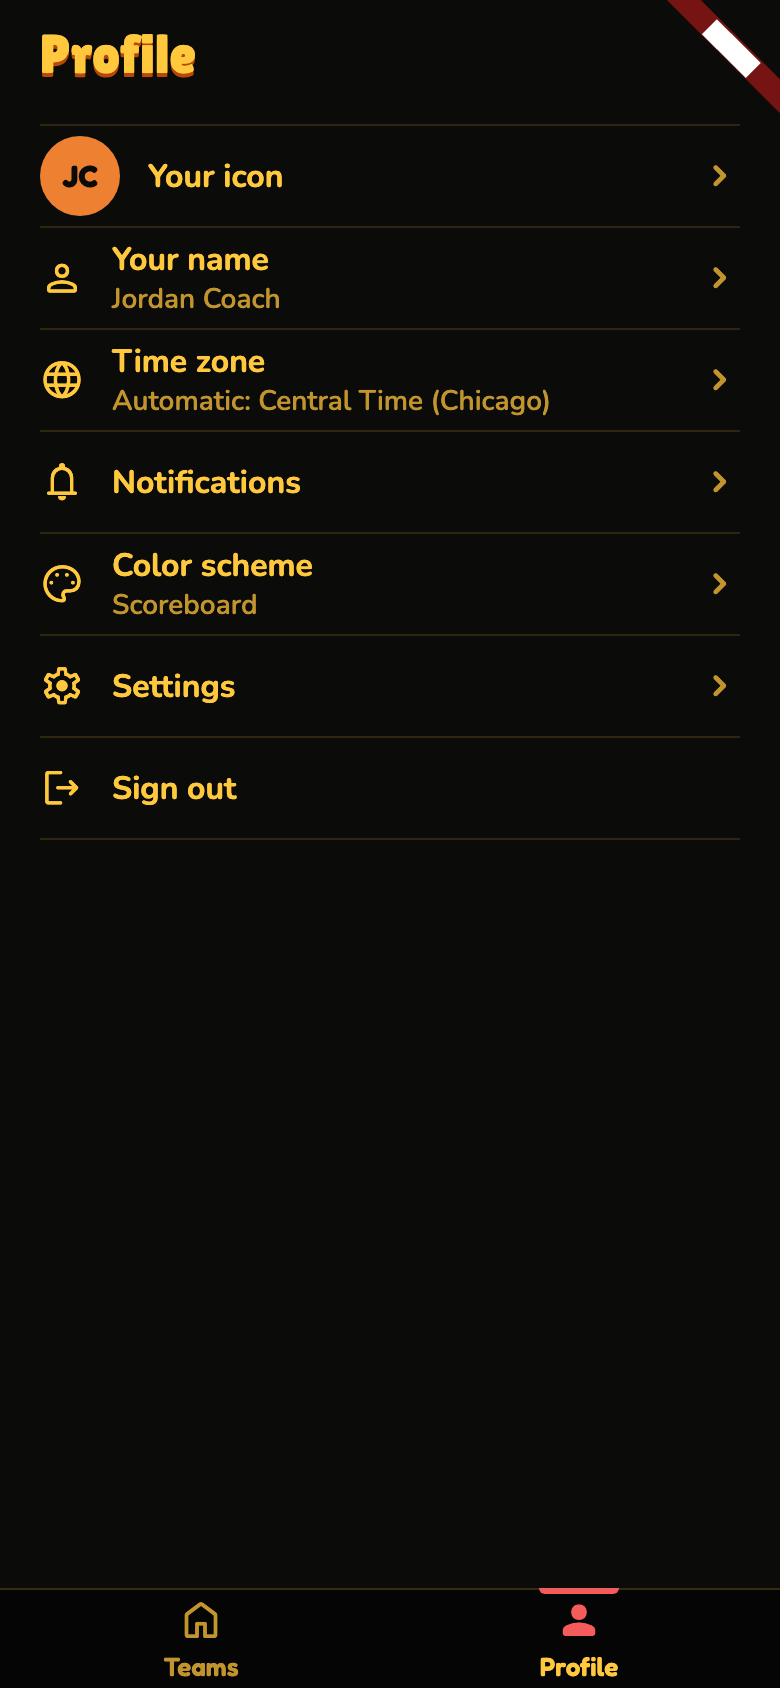 Profile
JC
Your icon
Your name
Jordan Coach
Time zone
Automatic: Central Time (Chicago)
Notifications
Color scheme
Scoreboard
Settings
Sign out
Teams
Profile